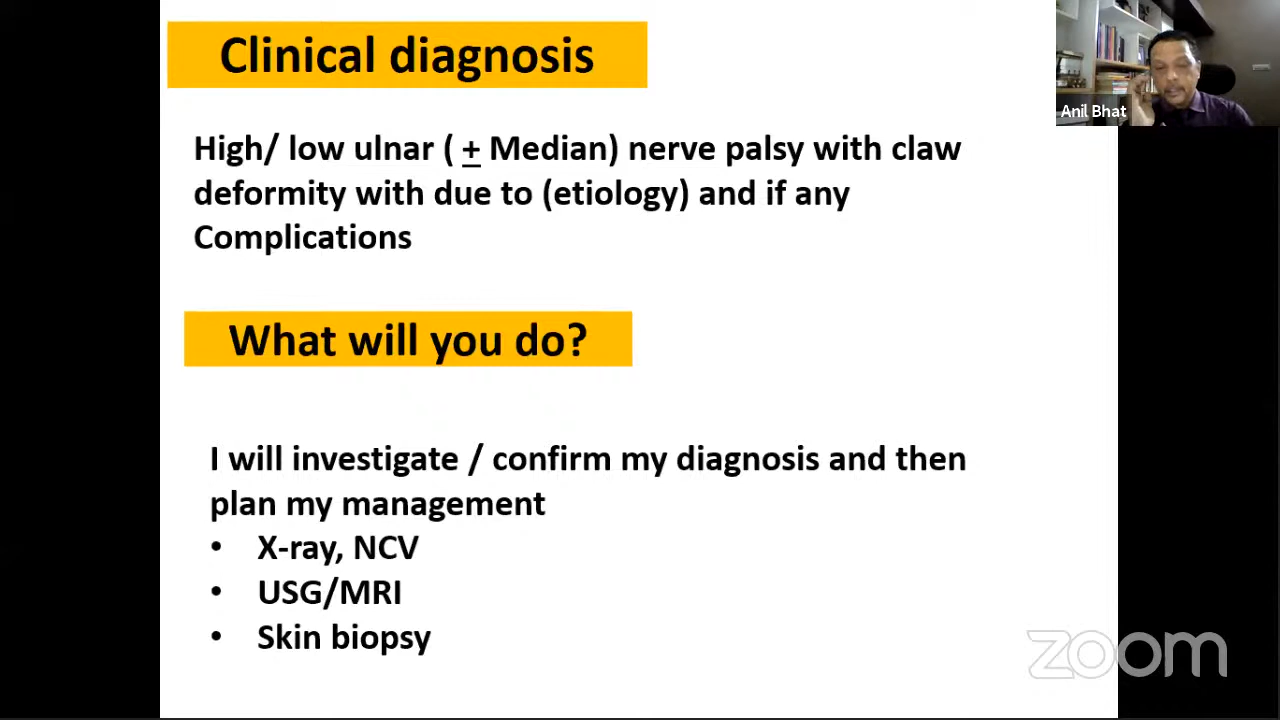 Clinical diagnosis
Anil Bhat
High/ low ulnar ( ± Median) nerve palsy with claw
deformity with due to (etiology) and if any
Complications
What will you do?
I will investigate / confirm my diagnosis and then
plan my management
• X-ray, NCV
• USG/MRI
• Skin biopsy
zoom